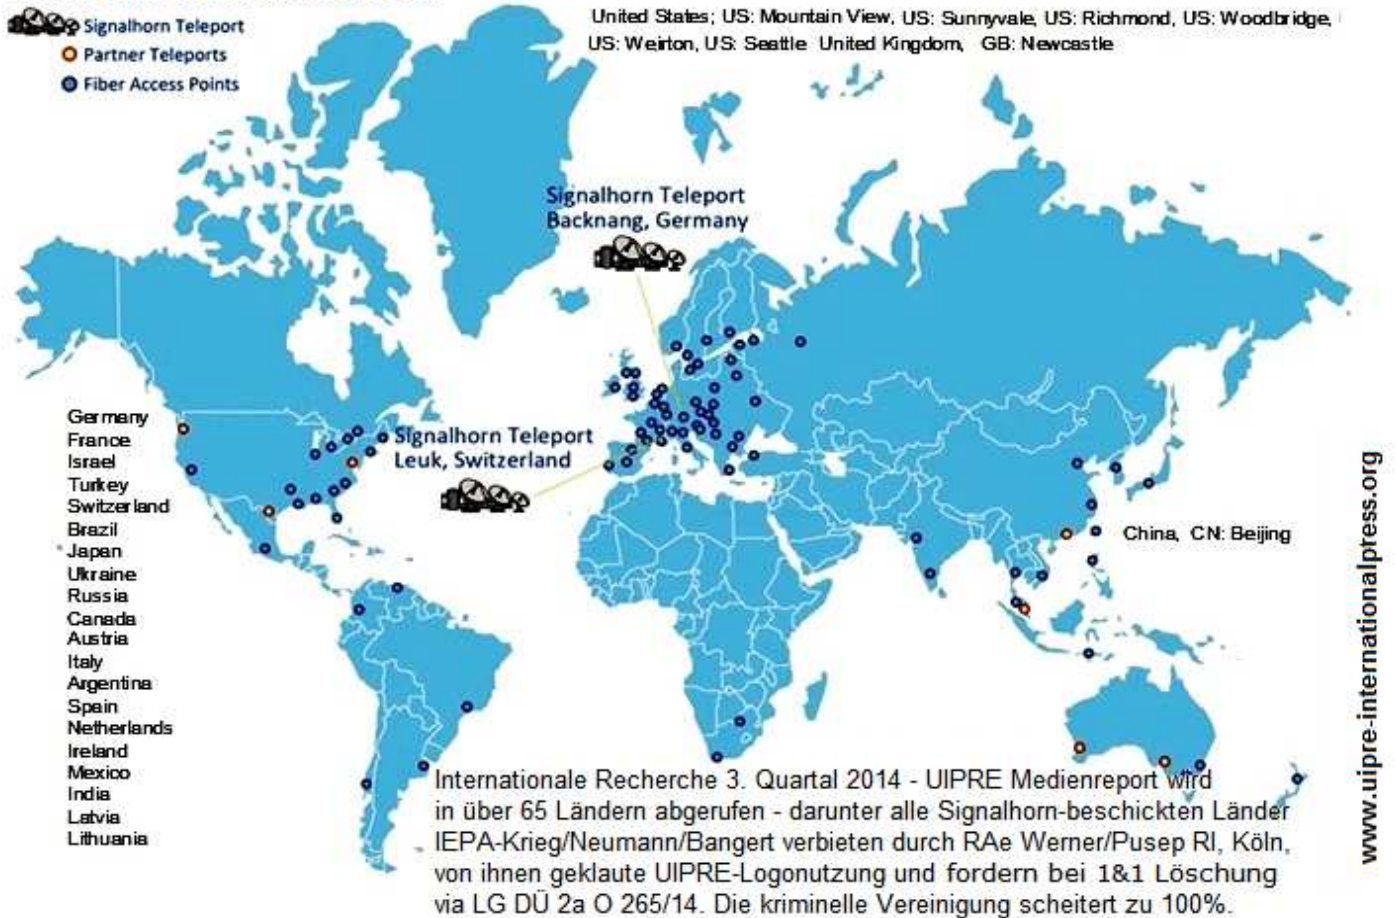 Signalhorn Teleport
Partner Teleports
Fiber Access Points
United States; US: Mountain View, US: Sunnyvale, US: Richmond, US: Woodbridge,
US: Weirton, US: Seattle United Kingdom, GB: Newcastle
Signalhorn Teleport
Backnang, Germany
Signalhorn Teleport
Leuk, Switzerland
Germany
France
Israel
Turkey
Switzerland
Brazil
Japan
Ukraine
Russia
Canada
Austria
Italy
Argentina
Spain
Netherlands
Ireland
Mexico
India
Latvia
Lithuania
China, CN: Beijing
Internationale Recherche 3. Quartal 2014 - UIPRE Medienreport wird
in über 65 Ländern abgerufen - darunter alle Signalhorn-beschickten Länder
IEPA-Krieg/Neumann/Bangert verbieten durch RAe Werner/Pusep RI, Köln,
von ihnen geklaute UIPRE-Logonutzung und fordern bei 1&1 Löschung
via LG DÜ 2a O 265/14. Die kriminelle Vereinigung scheitert zu 100%.
www.uipre-internationalpress.org